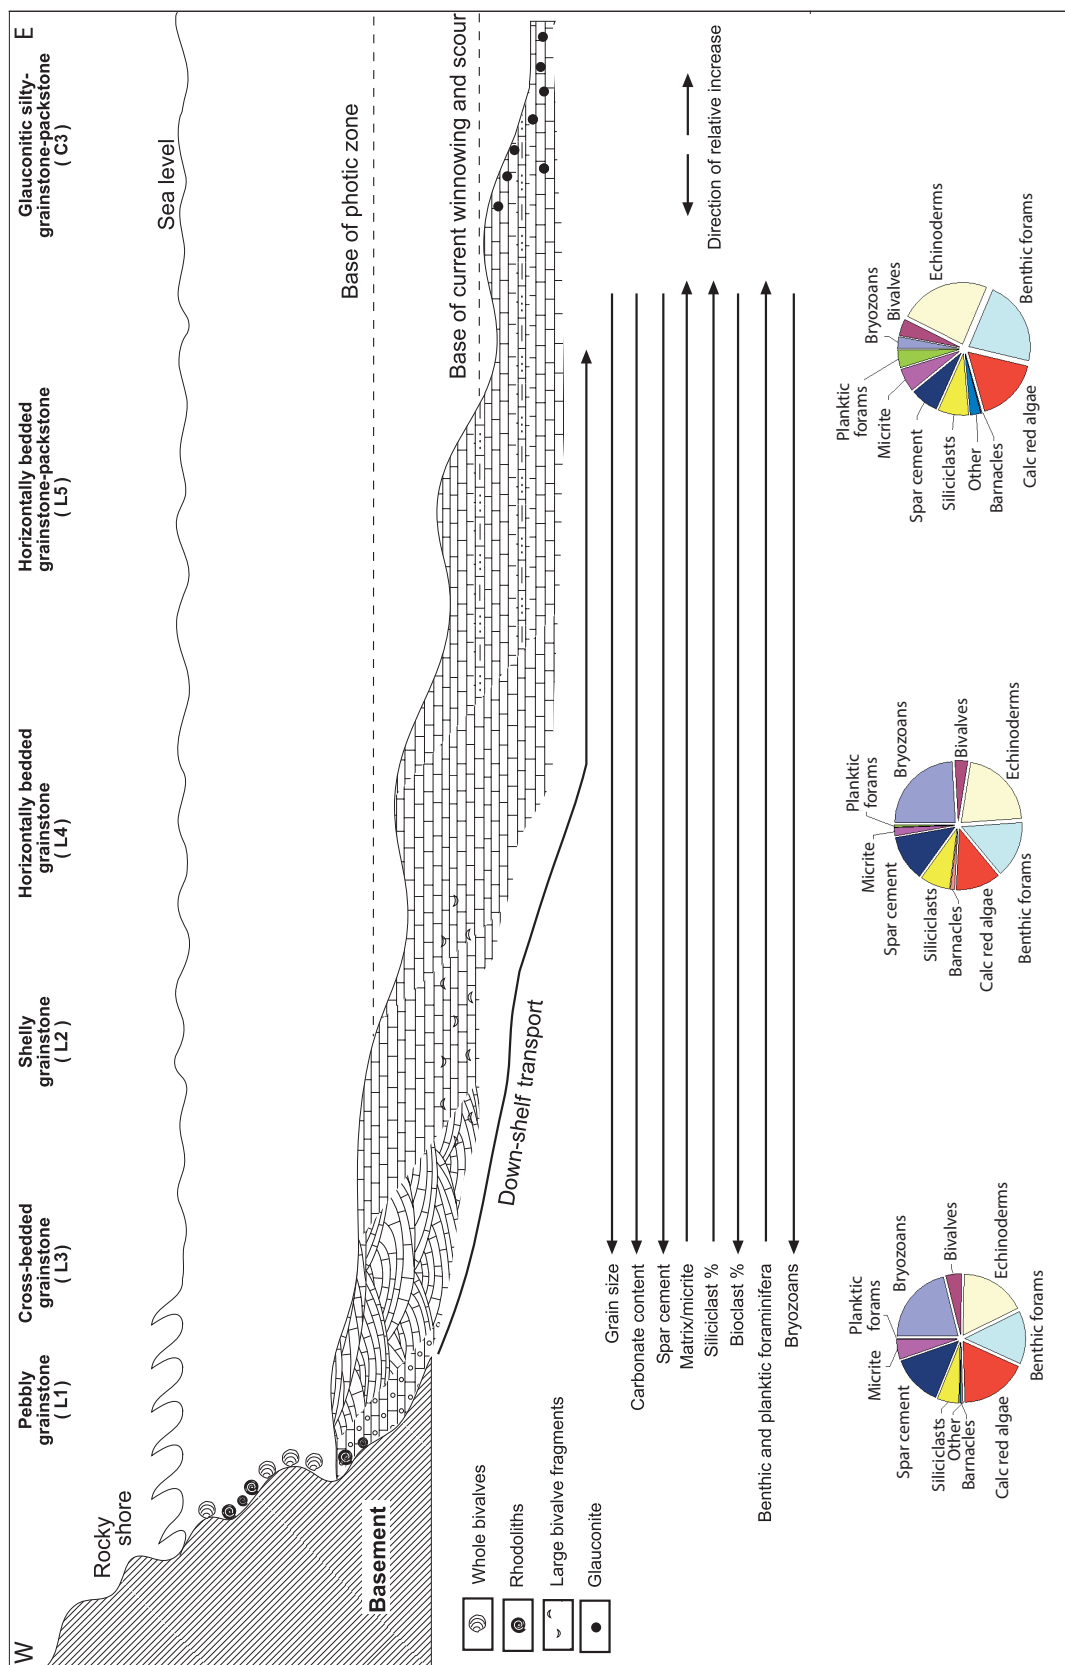 W
E
Pebbly
grainstone
( L1 )
Cross-bedded
grainstone
( L3 )
Shelly
grainstone
( L2 )
Horizontally bedded
grainstone
( L4 )
Horizontally bedded
grainstone-packstone
( L5 )
Glauconitic silty-
grainstone-packstone
( C3 )
Rocky
shore
Sea level
Base of photic zone
Base of current winnowing and scour
Basement
Down-shelf transport
Whole bivalves
Rhodoliths
Large bivalve fragments
Glauconite
Grain size
Carbonate content
Spar cement
Matrix/micrite
Siliciclast %
Bioclast %
Benthic and planktic foraminifera
Bryozoans
Direction of relative increase
Planktic
forams
Bryozoans
Bivalves
Echinoderms
Benthic forams
Calc red algae
Barnacles
Other
Siliciclasts
Spar cement
Micrite
Planktic
forams
Bryozoans
Bivalves
Echinoderms
Benthic forams
Calc red algae
Barnacles
Siliciclasts
Spar cement
Micrite
Planktic
forams
Bryozoans
Bivalves
Echinoderms
Benthic forams
Calc red algae
Barnacles
Other
Siliciclasts
Spar cement
Micrite